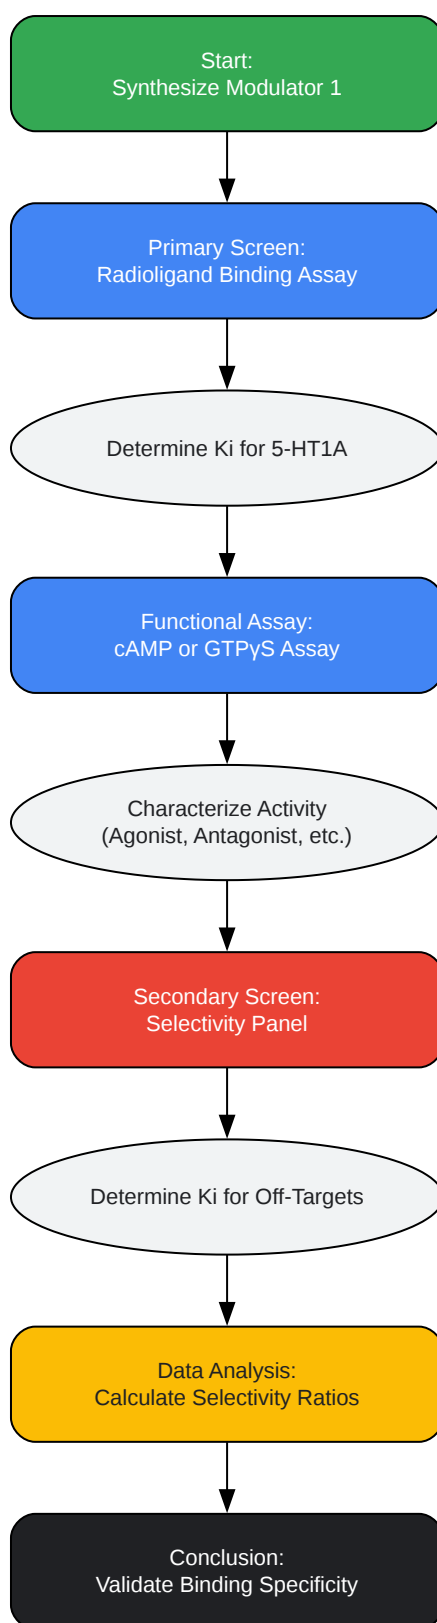 Start:
Synthesize Modulator 1
Primary Screen:
Radioligand Binding Assay
Determine Ki for 5-HT1A
Functional Assay:
cAMP or GTPγS Assay
Characterize Activity
(Agonist, Antagonist, etc.)
Secondary Screen:
Selectivity Panel
Determine Ki for Off-Targets
Data Analysis:
Calculate Selectivity Ratios
Conclusion:
Validate Binding Specificity